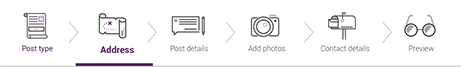 Post type
Address
Post details
Add photos
Contact details
Preview